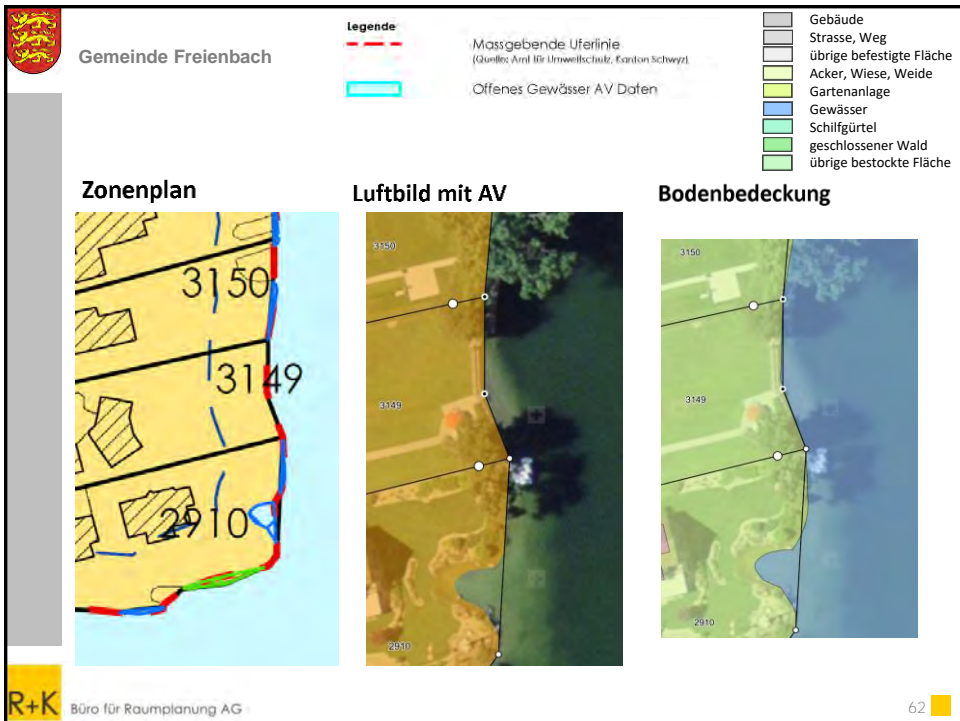 Gemeinde Freienbach
Legende
Massgebende Uferlinie
(Quelle: Amt für Umweltschutz, Kanton Schwyz)
Offenes Gewässer AV Daten
Gebäude
Strasse, Weg
übrige befestigte Fläche
Acker, Wiese, Weide
Gartenanlage
Gewässer
Schilfgürtel
geschlossener Wald
übrige bestockte Fläche
Zonenplan
Luftbild mit AV
Bodenbedeckung
3150
3149
2910
3150
3149
2910
3150
3149
2910
R+K Büro für Raumplanung AG
62